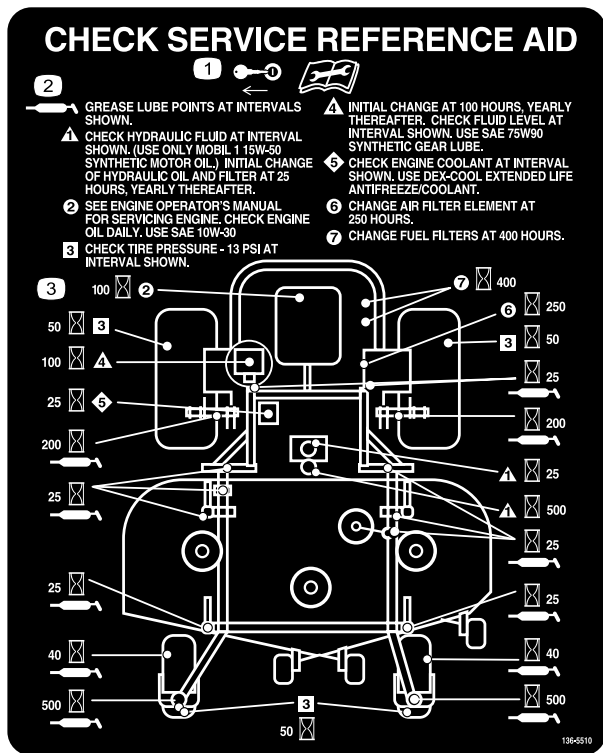 CHECK SERVICE REFERENCE AID
1
2
GREASE LUBE POINTS AT INTERVALS
SHOWN.
1 CHECK HYDRAULIC FLUID AT INTERVAL
SHOWN. (USE ONLY MOBIL 1 15W-50
SYNTHETIC MOTOR OIL.) INITIAL CHANGE
OF HYDRAULIC OIL AND FILTER AT 25
HOURS, YEARLY THEREAFTER.
2 SEE ENGINE OPERATOR'S MANUAL
FOR SERVICING ENGINE. CHECK ENGINE
OIL DAILY. USE SAE 10W-30
3 CHECK TIRE PRESSURE - 13 PSI AT
INTERVAL SHOWN.
4 INITIAL CHANGE AT 100 HOURS, YEARLY
THEREAFTER. CHECK FLUID LEVEL AT
INTERVAL SHOWN. USE SAE 75W90
SYNTHETIC GEAR LUBE.
5 CHECK ENGINE COOLANT AT INTERVAL
SHOWN. USE DEX-COOL EXTENDED LIFE
ANTIFREEZE/COOLANT.
6 CHANGE AIR FILTER ELEMENT AT
250 HOURS.
7 CHANGE FUEL FILTERS AT 400 HOURS.
3
100 2
7 400
50 3
6 250
100 4
3 50
25 5
25
200
200
25
1 25
1 500
25
25
25
40
40
500
500
3
50
136-5510